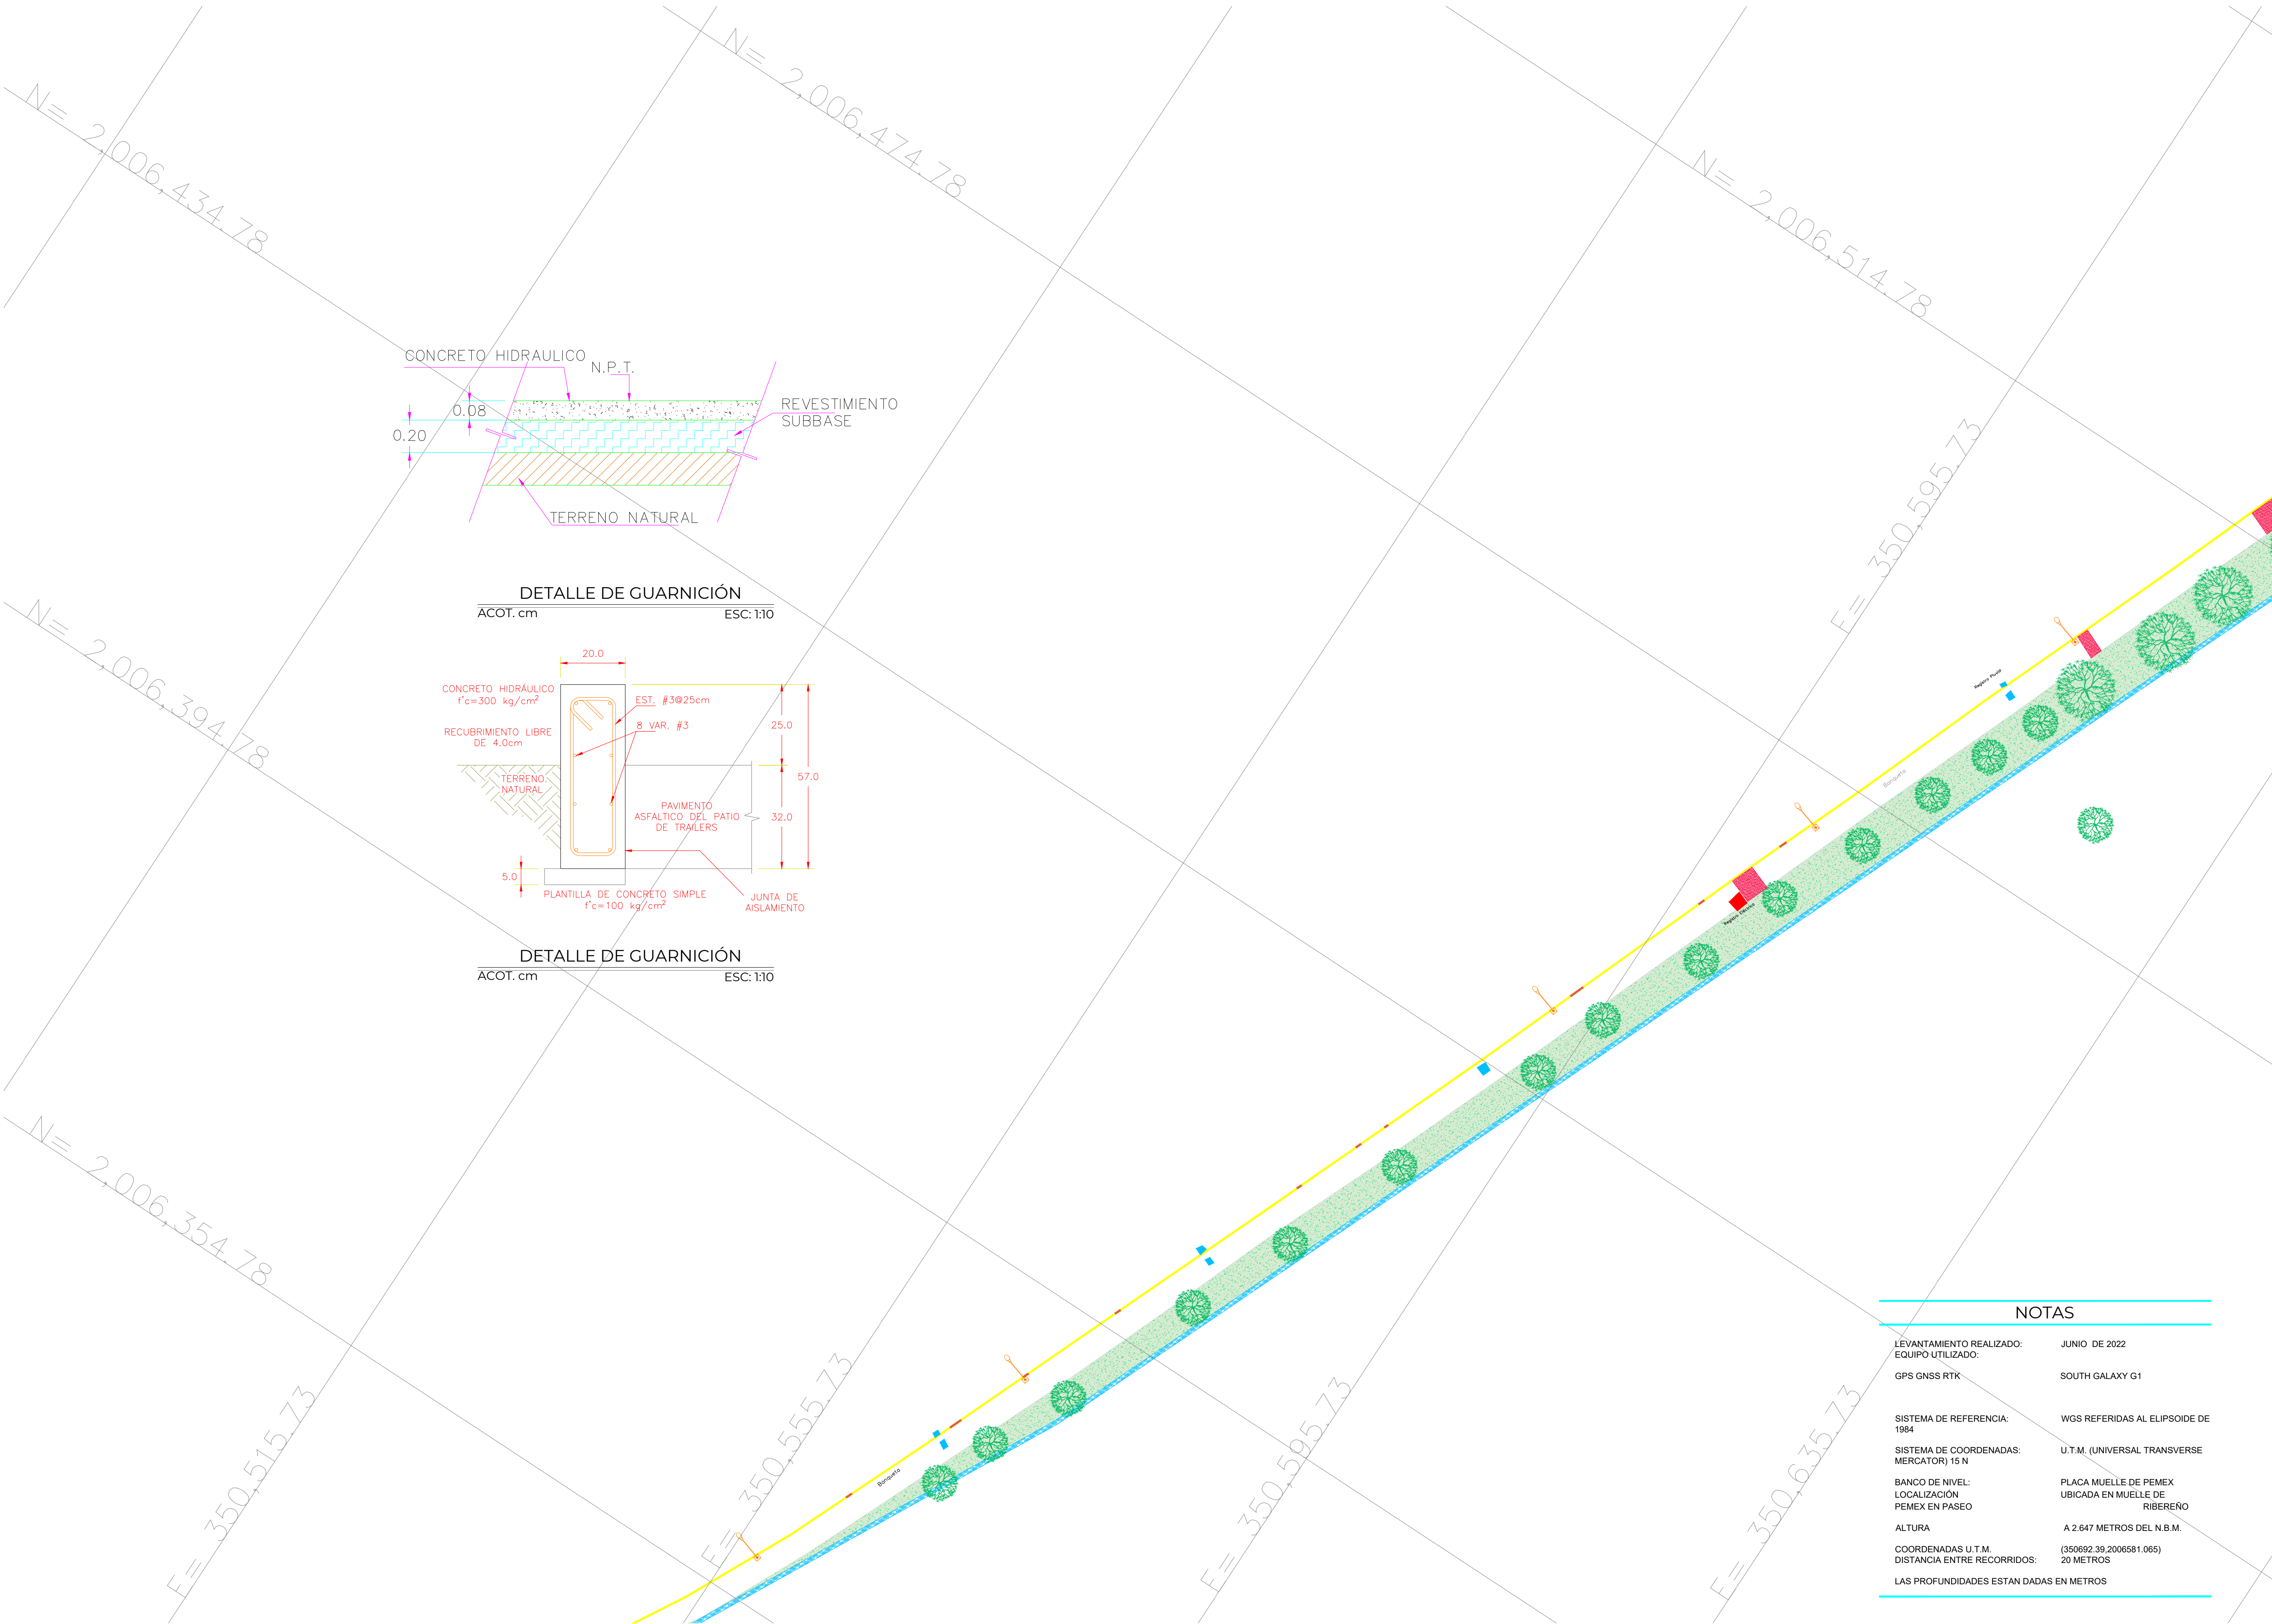 N= 2,006,474.78
N= 2,006,434.78
N= 2,006,514.78
CONCRETO HIDRAULICO
N.P.T.
0.08
REVESTIMIENTO
SUBBASE
0.20
TERRENO NATURAL
E= 350,595.73
DETALLE DE GUARNICIÓN
ACOT. cm ESC: 1:10
N= 2,006,394.78
20.0
CONCRETO HIDRÁULICO
f'c=300 kg/cm²
EST. #3@25cm
8 VAR. #3
25.0
RECUBRIMIENTO LIBRE
DE 4.0cm
TERRENO
NATURAL
57.0
PAVIMENTO
ASFALTICO DEL PATIO
DE TRAILERS
32.0
5.0
PLANTILLA DE CONCRETO SIMPLE
f'c=100 kg/cm²
JUNTA DE
AISLAMIENTO
DETALLE DE GUARNICIÓN
ACOT. cm ESC: 1:10
Registro Pluvial
Banqueta
Registro Eléctrico
N= 2,006,354.78
Banqueta
E= 350,515.73
E= 350,555.73
E= 350,595.73
E= 350,635.73
NOTAS
LEVANTAMIENTO REALIZADO: JUNIO DE 2022
EQUIPO UTILIZADO:
GPS GNSS RTK SOUTH GALAXY G1
SISTEMA DE REFERENCIA: WGS REFERIDAS AL ELIPSOIDE DE
1984
SISTEMA DE COORDENADAS: U.T.M. (UNIVERSAL TRANSVERSE
MERCATOR) 15 N
BANCO DE NIVEL: PLACA MUELLE DE PEMEX
LOCALIZACIÓN UBICADA EN MUELLE DE
PEMEX EN PASEO RIBEREÑO
ALTURA A 2.647 METROS DEL N.B.M.
COORDENADAS U.T.M. (350692.39,2006581.065)
DISTANCIA ENTRE RECORRIDOS: 20 METROS
LAS PROFUNDIDADES ESTAN DADAS EN METROS